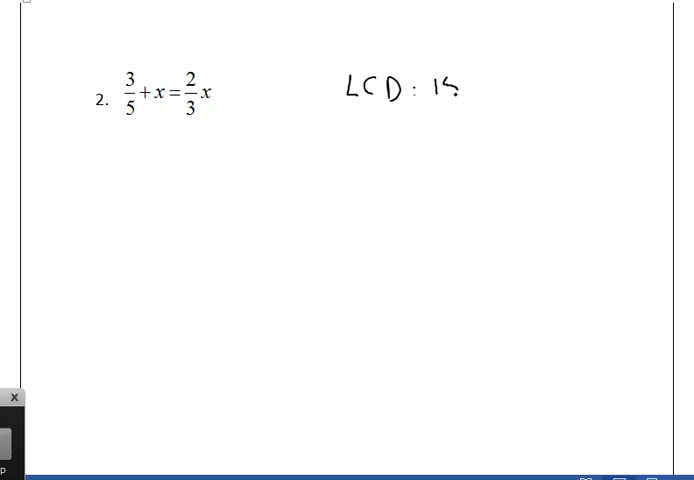 2. 3/5 + x = 2/3 x
LCD: 15
x
p